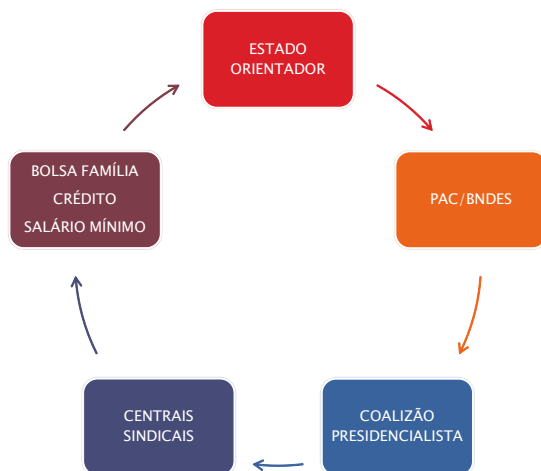 ESTADO
ORIENTADOR
PAC/BNDES
COALIZÃO
PRESIDENCIALISTA
CENTRAIS
SINDICAIS
BOLSA FAMÍLIA
CRÉDITO
SALÁRIO MÍNIMO